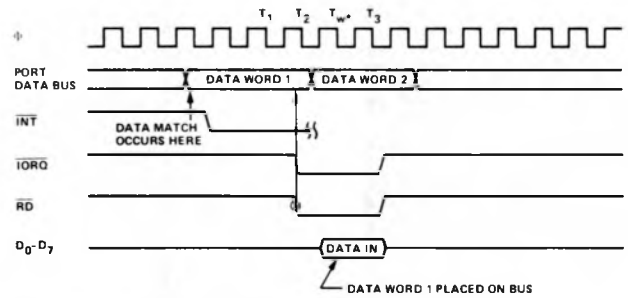 T₁ T₂ Tw* T₃
Φ
PORT
DATA BUS
DATA WORD 1 DATA WORD 2
INT
DATA MATCH
OCCURS HERE
IORQ
RD
D₀-D₇
DATA IN
DATA WORD 1 PLACED ON BUS